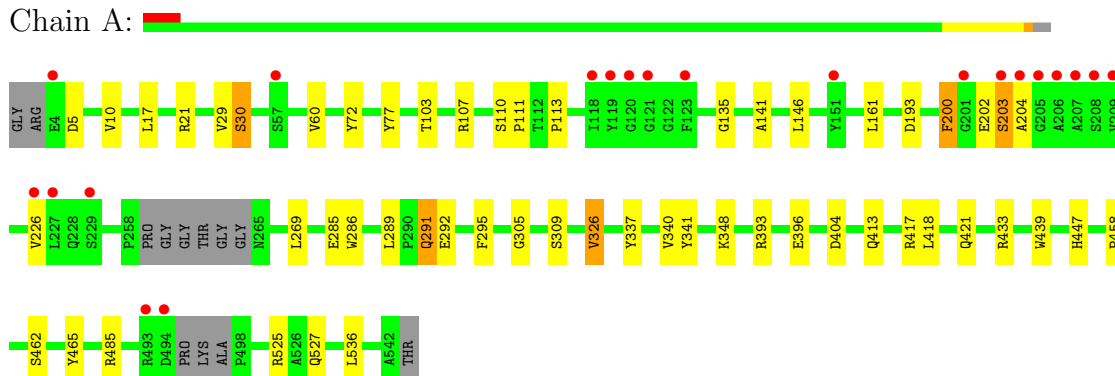 Chain A:
GLY ARG E4 D5 V10 L17 R21 V29 S30 S57 V60 Y72 Y77 T103 R107 S110 P111 T112 P113 I118 Y119 G120 G121 G122 F123 G135 A141 L146 Y151 L161 D193 F200 G201 E202 S203 A204 G205 A206 A207 S208
V226 L227 Q228 S229 P258 PRO GLY GLY THR GLY GLY N265 L269 E285 W286 L289 P290 Q291 E292 F295 G305 S309 V326 Y337 V340 Y341 K348 R393 E396 D404 Q413 R417 L418 Q421 R433 W439 H447
S462 Y465 R485 R493 D494 PRO LYS ALA P498 R525 A526 Q527 L536 A542 THR